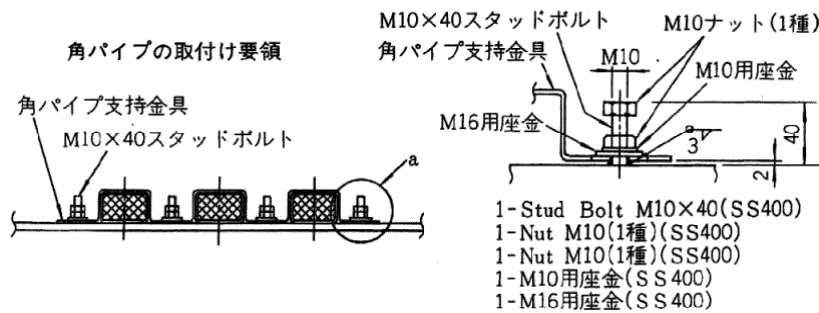 角パイプの取付け要領
角パイプ支持金具
M10×40スタッドボルト
a
M10×40スタッドボルト
角パイプ支持金具
M10ナット(1種)
M10
M10用座金
M16用座金
3
40
2
1-Stud Bolt M10×40(SS400)
1-Nut M10(1種)(SS400)
1-Nut M10(1種)(SS400)
1-M10用座金(SS400)
1-M16用座金(SS400)